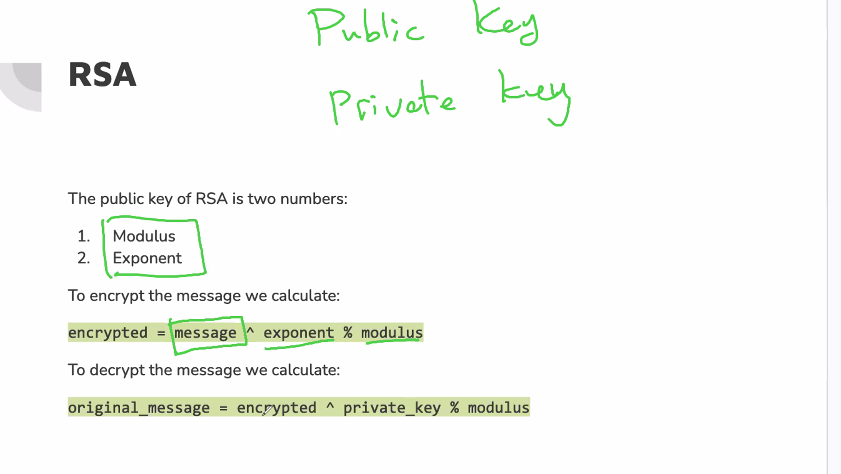 Public Key
RSA
Private key
The public key of RSA is two numbers:
1. Modulus
2. Exponent
To encrypt the message we calculate:
encrypted = message ^ exponent % modulus
To decrypt the message we calculate:
original_message = encrypted ^ private_key % modulus